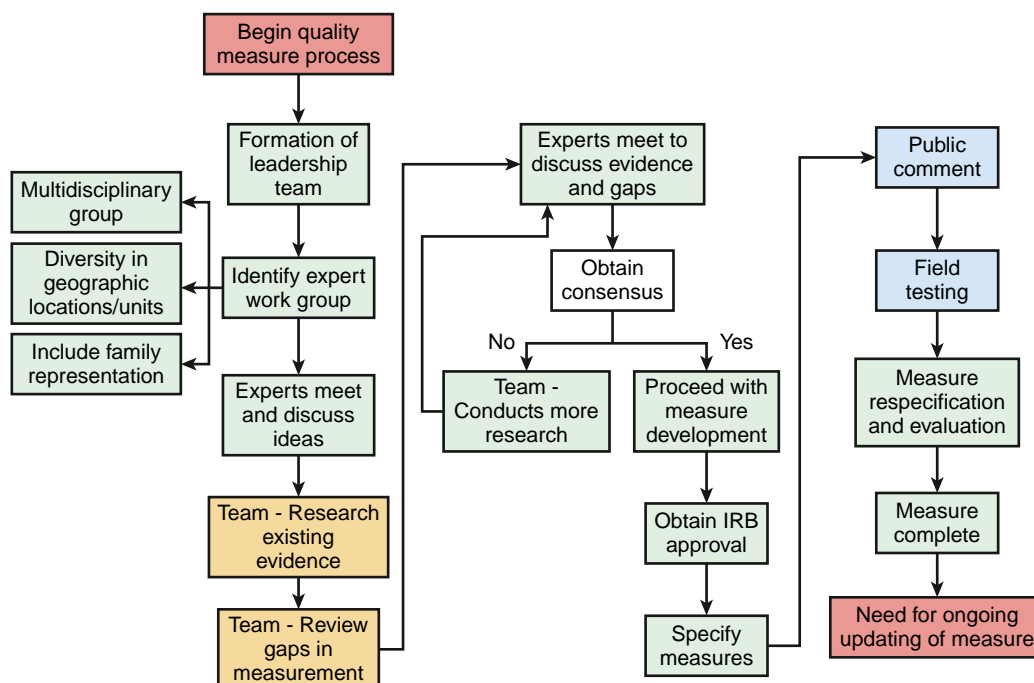 Begin quality
measure process
Formation of
leadership
team
Multidisciplinary
group
Diversity in
geographic
locations/units
Include family
representation
Identify expert
work group
Experts meet
and discuss
ideas
Team - Research
existing
evidence
Team - Review
gaps in
measurement
Experts meet to
discuss evidence
and gaps
Obtain
consensus
No
Yes
Team -
Conducts more
research
Proceed with
measure
development
Obtain IRB
approval
Specify
measures
Public
comment
Field
testing
Measure
respecification
and evaluation
Measure
complete
Need for ongoing
updating of measure